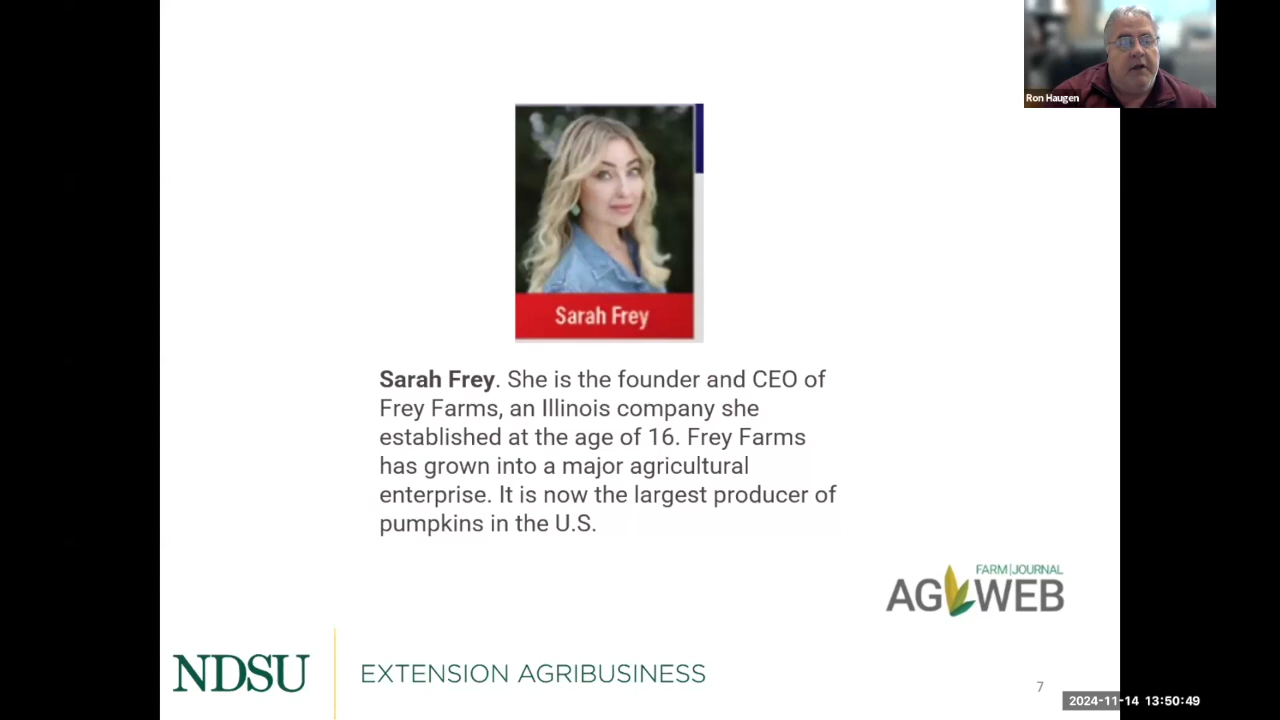 Ron Haugen
Sarah Frey
Sarah Frey. She is the founder and CEO of
Frey Farms, an Illinois company she
established at the age of 16. Frey Farms
has grown into a major agricultural
enterprise. It is now the largest producer of
pumpkins in the U.S.
FARM|JOURNAL
AG WEB
NDSU
EXTENSION AGRIBUSINESS
7
2024-11-14 13:50:49